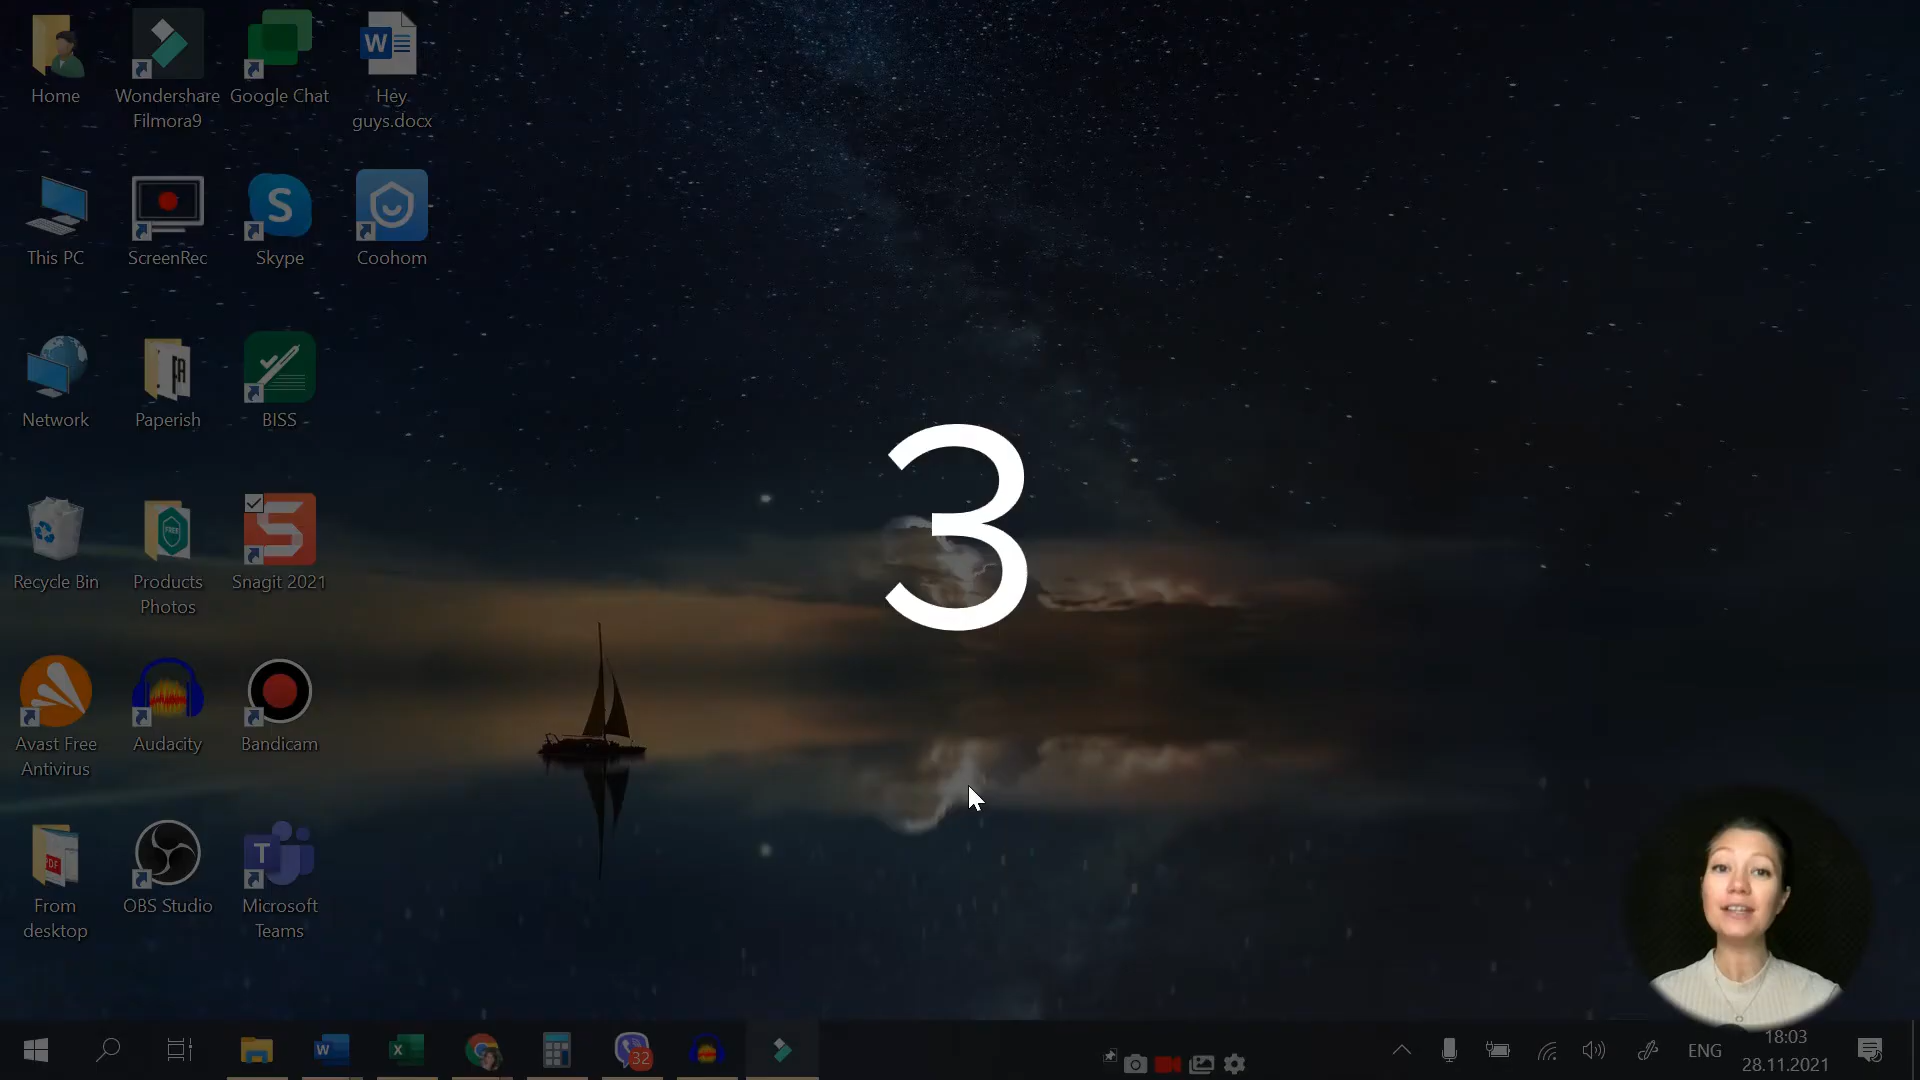 Home
Wondershare
Filmora9
Google Chat
Hey
guys.docx
This PC
ScreenRec
Skype
Coohom
Network
Paperish
BISS
Recycle Bin
Products
Photos
Snagit 2021
Avast Free
Antivirus
Audacity
Bandicam
From
desktop
OBS Studio
Microsoft
Teams
3
32
ENG
18:03
28.11.2021